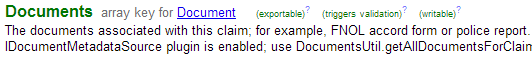 Documents array key for Document (exportable)? (triggers validation)? (writable)?
The documents associated with this claim; for example, FNOL accord form or police report.
IDocumentMetadataSource plugin is enabled; use DocumentsUtil.getAllDocumentsForClaim